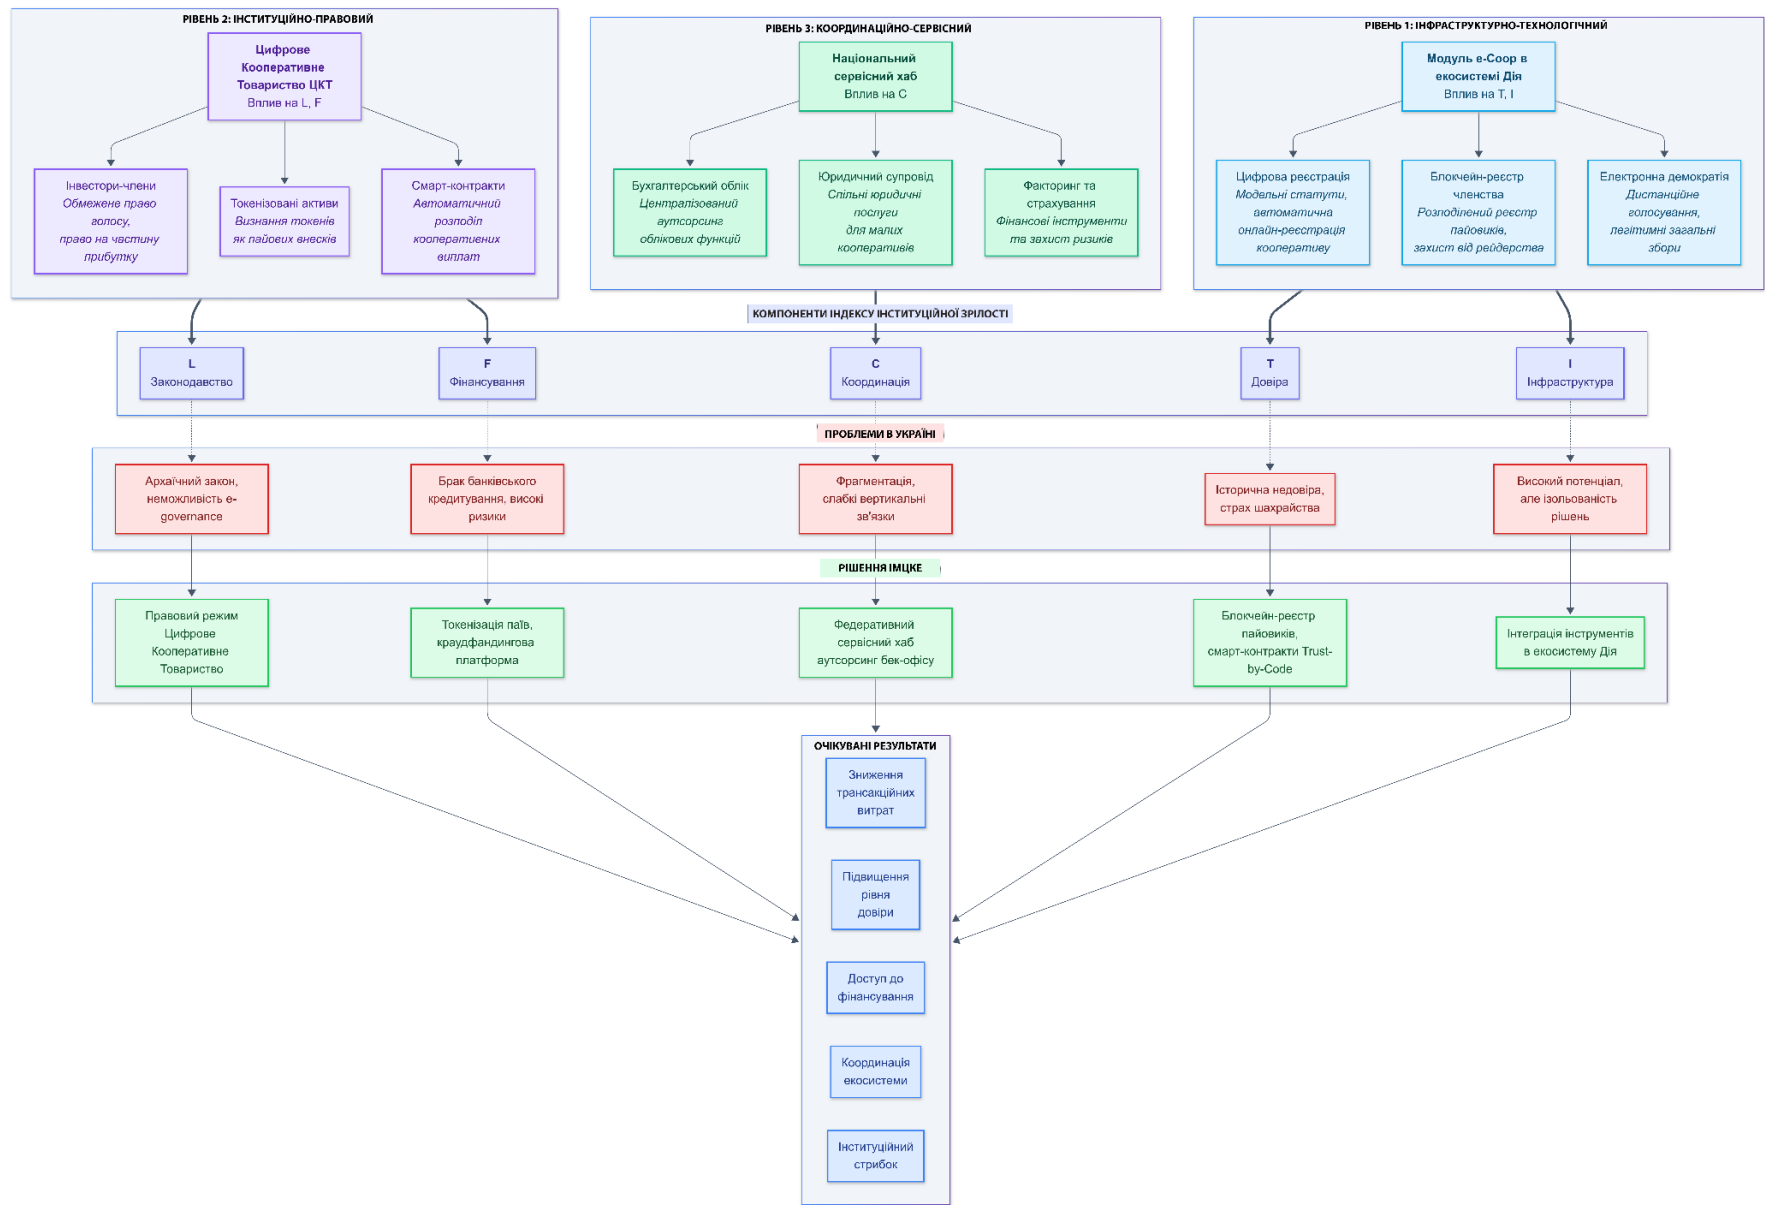 РІВЕНЬ 2: ІНСТИТУЦІЙНО-ПРАВОВИЙ
Цифрове
Кооперативне
Товариство ЦКТ
Вплив на L, F
Інвестори-члени
Обмежене право
голосу,
право на частину
прибутку
Токенізовані активи
Визнання токенів
як пайових внесків
Смарт-контракти
Автоматичний
розподіл
кооперативних
виплат
РІВЕНЬ 3: КООРДИНАЦІЙНО-СЕРВІСНИЙ
Національний
сервісний хаб
Вплив на С
Бухгалтерський облік
Централізований
аутсорсинг
облікових функцій
Юридичний супровід
Спільні юридичні
послуги
для малих
кооперативів
Факторинг та
страхування
Фінансові інструменти
та захист ризиків
РІВЕНЬ 1: ІНФРАСТРУКТУРНО-ТЕХНОЛОГІЧНИЙ
Модуль e-Coop в
екосистемі Дія
Вплив на T, I
Цифрова реєстрація
Модельні статути,
автоматична
онлайн-реєстрація
кооперативу
Блокчейн-реєстр
членства
Розподілений реєстр
пайовиків,
захист від рейдерства
Електронна демократія
Дистанційне
голосування,
легітимні загальні
збори
КОМПОНЕНТИ ІНДЕКСУ ІНСТИТУЦІЙНОЇ ЗРІЛОСТІ
L
Законодавство
F
Фінансування
C
Координація
T
Довіра
I
Інфраструктура
ПРОБЛЕМИ В УКРАЇНІ
Архаїчний закон,
неможливість e-
governance
Брак банківського
кредитування, високі
ризики
Фрагментація,
слабкі вертикальні
зв'язки
Історична недовіра,
страх шахрайства
Високий потенціал,
але ізольованість
рішень
РІШЕННЯ ІМЦКЕ
Правовий режим
Цифрове
Кооперативне
Товариство
Токенізація паїв,
краудфандингова
платформа
Федеративний
сервісний хаб
аутсорсинг бек-офісу
Блокчейн-реєстр
пайовиків,
смарт-контракти Trust-
by-Code
Інтеграція інструментів
в екосистему Дія
ОЧІКУВАНІ РЕЗУЛЬТАТИ
Зниження
трансакційних
витрат
Підвищення
рівня
довіри
Доступ до
фінансування
Координація
екосистеми
Інституційний
стрибок